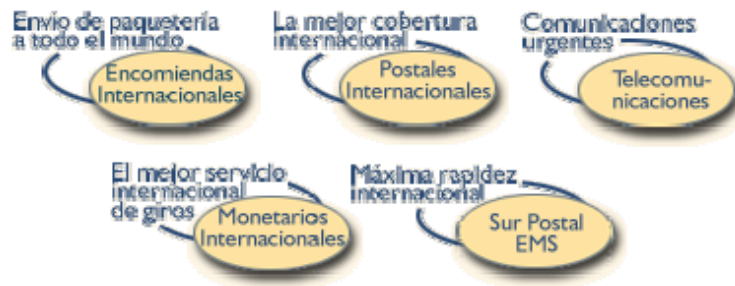 Envío de paquetería
a todo el mundo
Encomiendas
Internacionales
La mejor cobertura
internacional
Postales
Internacionales
Comunicaciones
urgentes
Telecomu-
nicaciones
El mejor servicio
internacional
de giros
Monetarios
Internacionales
Máxima rapidez
internacional
Sur Postal
EMS